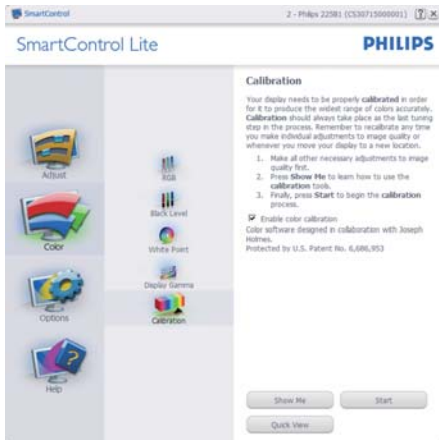 SmartControl
2 - Philips 225B1 (CS30715000001)
SmartControl Lite
PHILIPS
Adjust
Color
Options
Help
RGB
Black Level
White Point
Display Gamma
Calibration
Calibration
Your display needs to be properly calibrated in order
for it to produce the widest range of colors accurately.
Calibration should always take place as the last tuning
step in the process. Remember to recalibrate any time
you make individual adjustments to image quality or
whenever you move your display to a new location.
1. Make all other necessary adjustments to image
quality first.
2. Press Show Me to learn how to use the
calibration tools.
3. Finally, press Start to begin the calibration
process.
Enable color calibration
Color software designed in collaboration with Joseph
Holmes.
Protected by U.S. Patent No. 6,686,953
Show Me
Start
Quick View